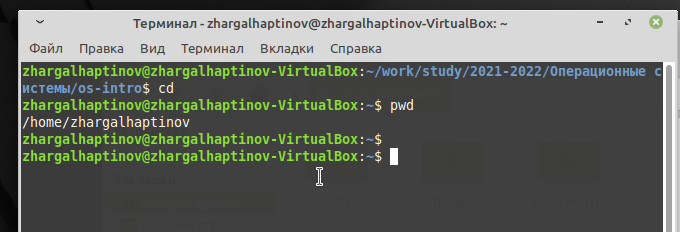 Терминал - zhargalhaptinov@zhargalhaptinov-VirtualBox: ~
Файл Правка Вид Терминал Вкладки Справка
zhargalhaptinov@zhargalhaptinov-VirtualBox:~/work/study/2021-2022/Операционные с
истемы/os-intro$ cd
zhargalhaptinov@zhargalhaptinov-VirtualBox:~$ pwd
/home/zhargalhaptinov
zhargalhaptinov@zhargalhaptinov-VirtualBox:~$
zhargalhaptinov@zhargalhaptinov-VirtualBox:~$